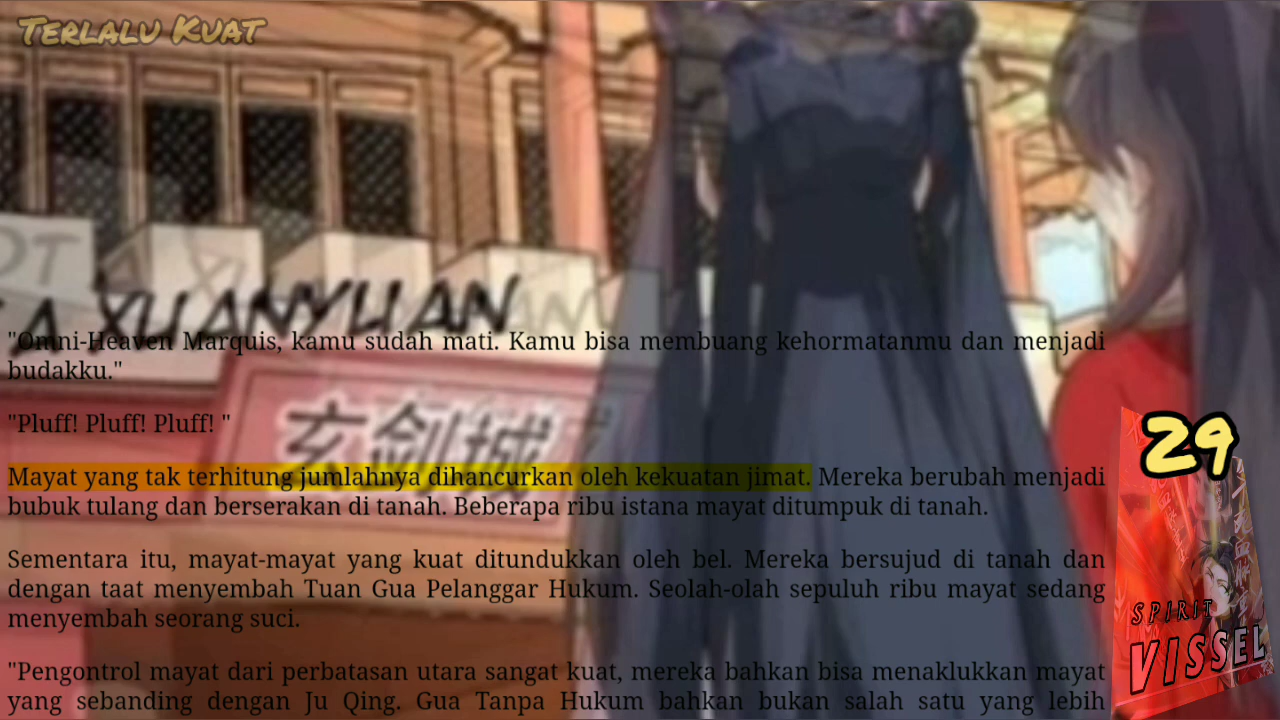 Terlalu Kuat
A XUANYUAN
"Omni-Heaven Marquis, kamu sudah mati. Kamu bisa membuang kehormatanmu dan menjadi
budakku."
"Pluff! Pluff! Pluff! "
玄剑城
Mayat yang tak terhitung jumlahnya dihancurkan oleh kekuatan jimat. Mereka berubah menjadi
bubuk tulang dan berserakan di tanah. Beberapa ribu istana mayat ditumpuk di tanah.
Sementara itu, mayat-mayat yang kuat ditundukkan oleh bel. Mereka bersujud di tanah dan
dengan taat menyembah Tuan Gua Pelanggar Hukum. Seolah-olah sepuluh ribu mayat sedang
menyembah seorang suci.
"Pengontrol mayat dari perbatasan utara sangat kuat, mereka bahkan bisa menaklukkan mayat
yang sebanding dengan Ju Qing. Gua Tanpa Hukum bahkan bukan salah satu yang lebih
29
SPIRIT
VISSEL